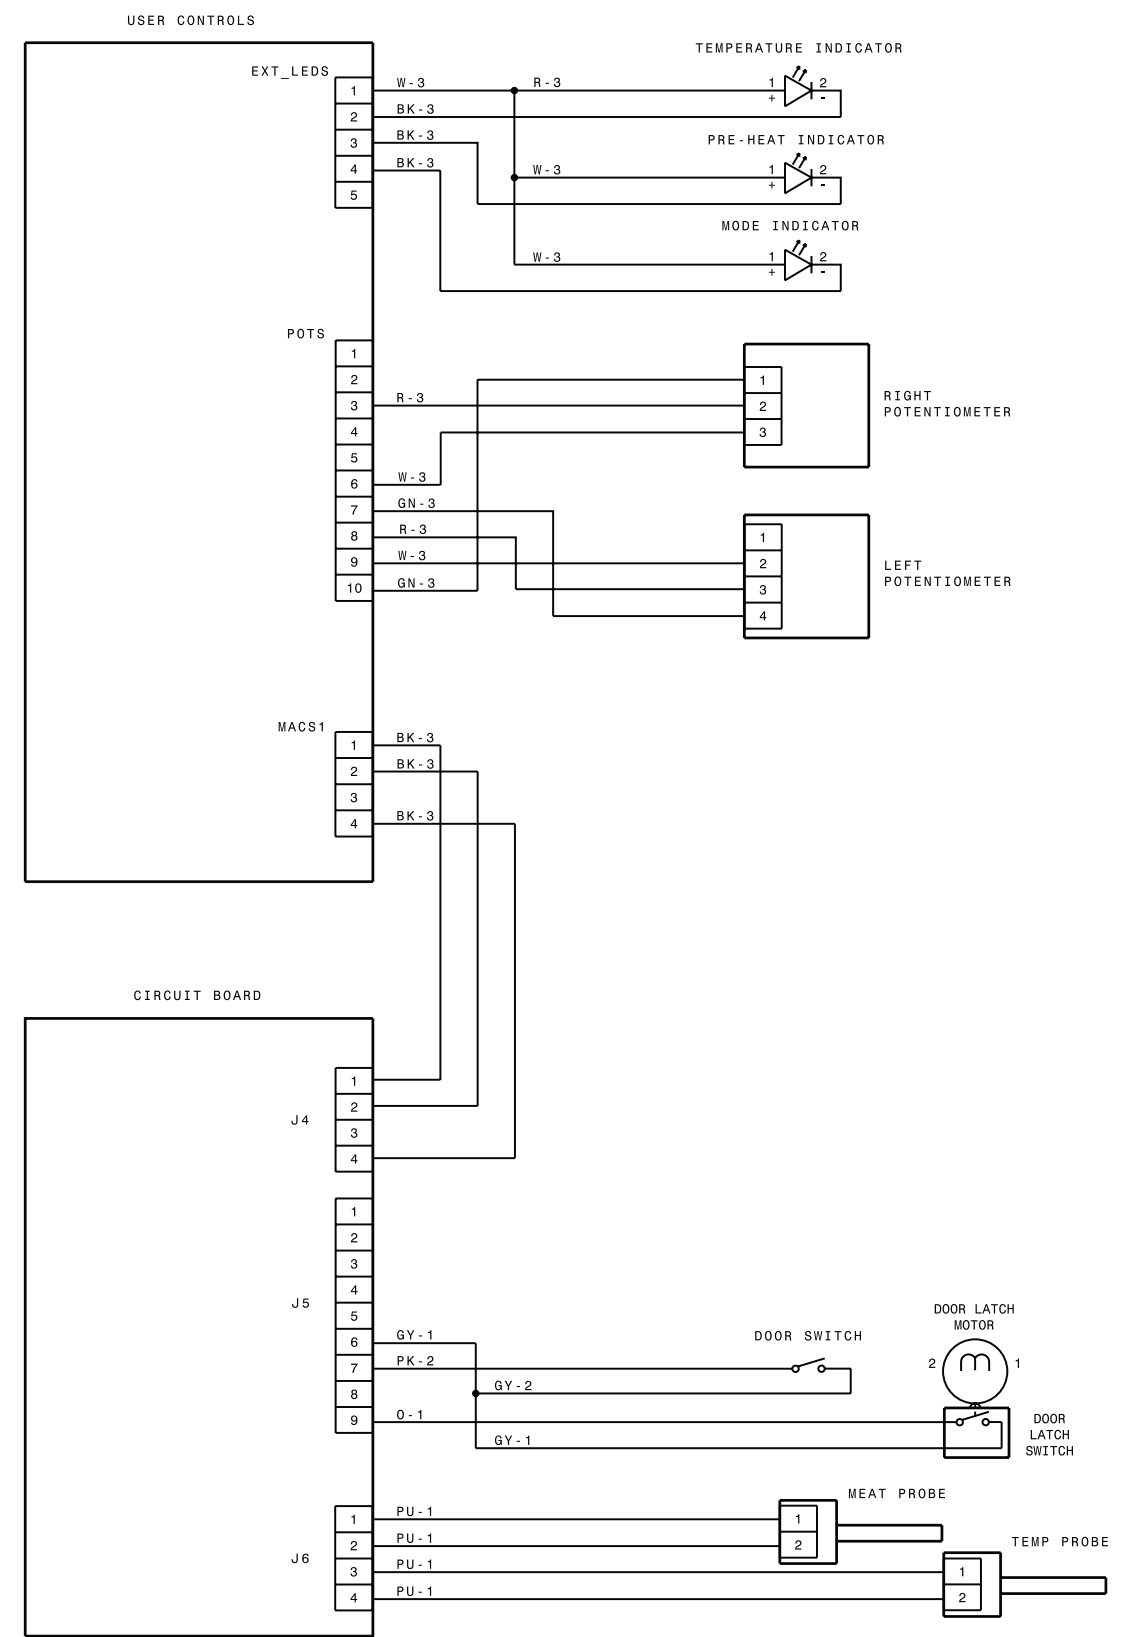 USER CONTROLS
TEMPERATURE INDICATOR
EXT_LEDS
1 W-3 R-3 1 2
+ -
2 BK-3
3 BK-3
PRE-HEAT INDICATOR
4 BK-3
W-3 1 2
+ -
5
MODE INDICATOR
W-3 1 2
+ -
POTS
1
2
3 R-3
4
5
6 W-3
7 GN-3
8 R-3
9 W-3
10 GN-3
1
2
3
RIGHT
POTENTIOMETER
1
2
3
4
LEFT
POTENTIOMETER
MACS1
1 BK-3
2 BK-3
3
4 BK-3
CIRCUIT BOARD
J4
1
2
3
4
J5
1
2
3
4
5
6 GY-1
7 PK-2
8
9 O-1
DOOR SWITCH
GY-2
GY-1
DOOR LATCH
MOTOR
2 1
DOOR
LATCH
SWITCH
J6
1 PU-1
2 PU-1
3 PU-1
4 PU-1
MEAT PROBE
1
2
TEMP PROBE
1
2